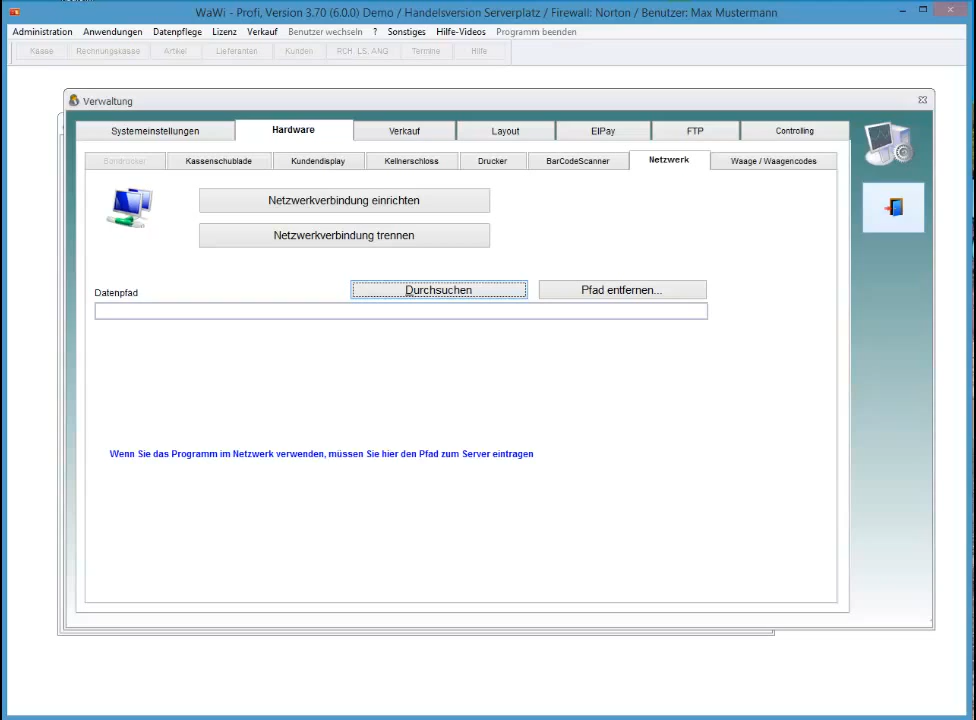 WaWi - Profi, Version 3.70 (6.0.0) Demo / Handelsversion Serverplatz / Firewall: Norton / Benutzer: Max Mustermann
Administration Anwendungen Datenpflege Lizenz Verkauf Benutzer wechseln ? Sonstiges Hilfe-Videos Programm beenden
Kasse Rechnungskasse Artikel Lieferanten Kunden RCH, LS, ANG Termine Hilfe
Verwaltung
Systemeinstellungen Hardware Verkauf Layout ElPay FTP Controlling
Bondrucker Kassenschublade Kundendisplay Kellnerschloss Drucker BarCodeScanner Netzwerk Waage / Waagencodes
Netzwerkverbindung einrichten
Netzwerkverbindung trennen
Datenpfad Durchsuchen Pfad entfernen...
Wenn Sie das Programm im Netzwerk verwenden, müssen Sie hier den Pfad zum Server eintragen